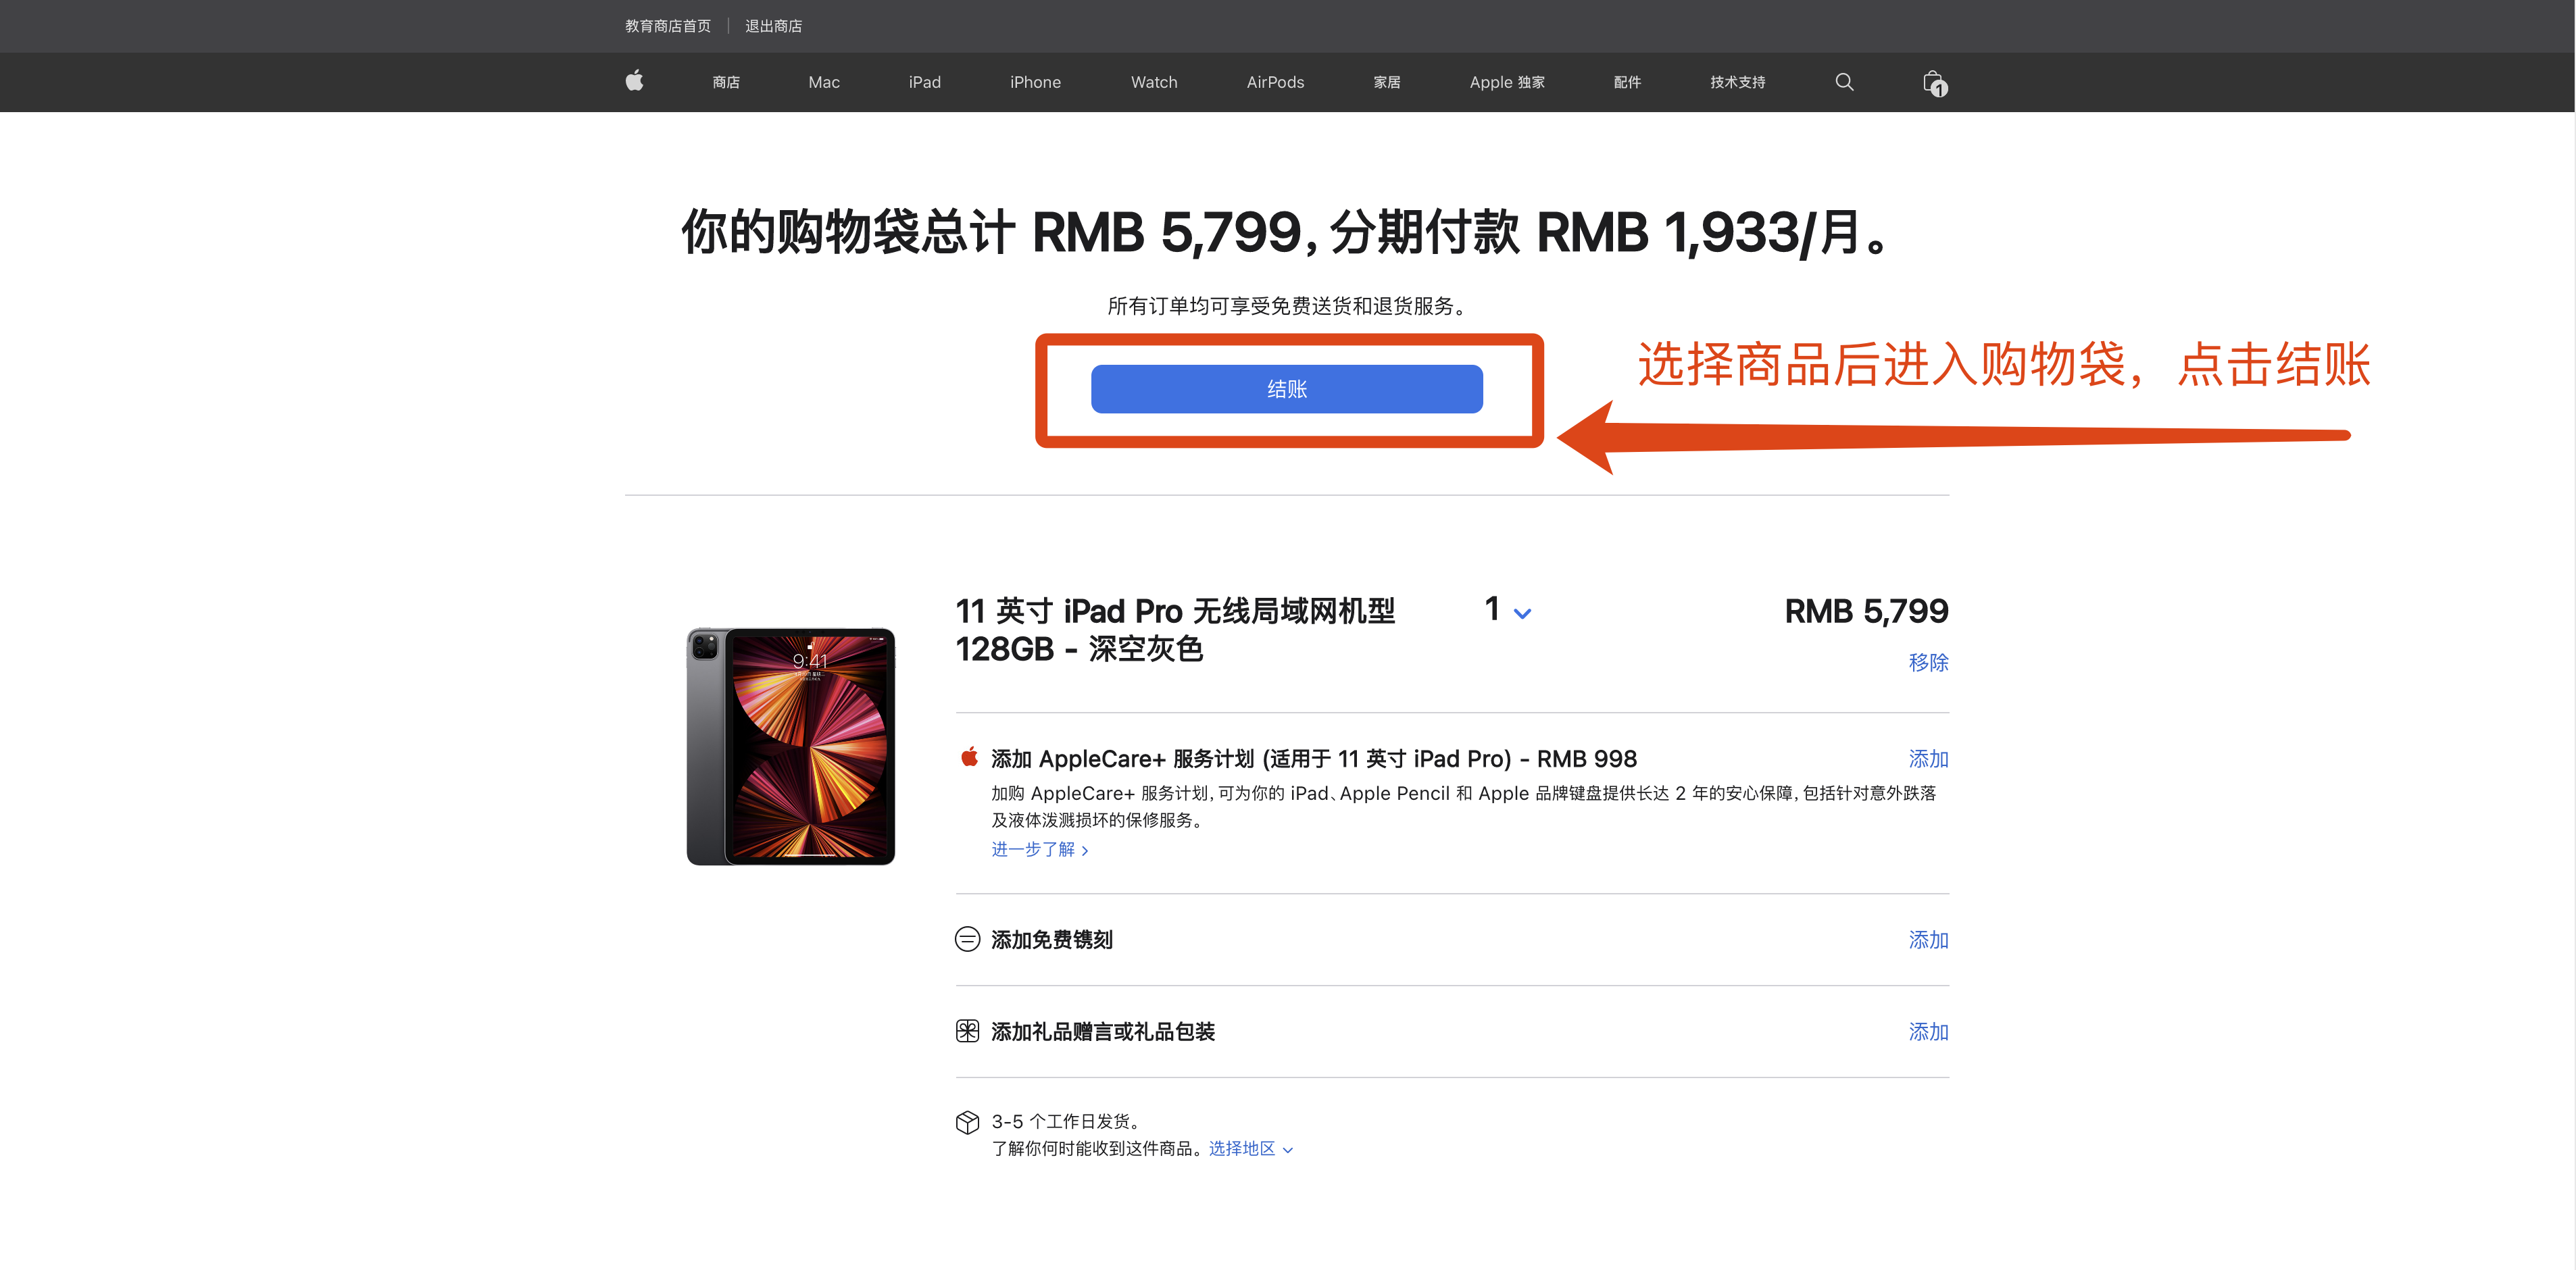 教育商店首页 退出商店
商店 Mac iPad iPhone Watch AirPods 家居 Apple 独家 配件 技术支持 1
你的购物袋总计 RMB 5,799，分期付款 RMB 1,933/月。
所有订单均可享受免费送货和退货服务。
选择商品后进入购物袋，点击结账
结账
11 英寸 iPad Pro 无线局域网机型 1 RMB 5,799
128GB - 深空灰色
移除
9:41
添加 AppleCare+ 服务计划 (适用于 11 英寸 iPad Pro) - RMB 998 添加
加购 AppleCare+ 服务计划，可为你的 iPad、Apple Pencil 和 Apple 品牌键盘提供长达 2 年的安心保障，包括针对意外跌落
及液体泼溅损坏的保修服务。
进一步了解 >
添加免费镌刻 添加
添加礼品赠言或礼品包装 添加
3-5 个工作日发货。
了解你何时能收到这件商品。选择地区